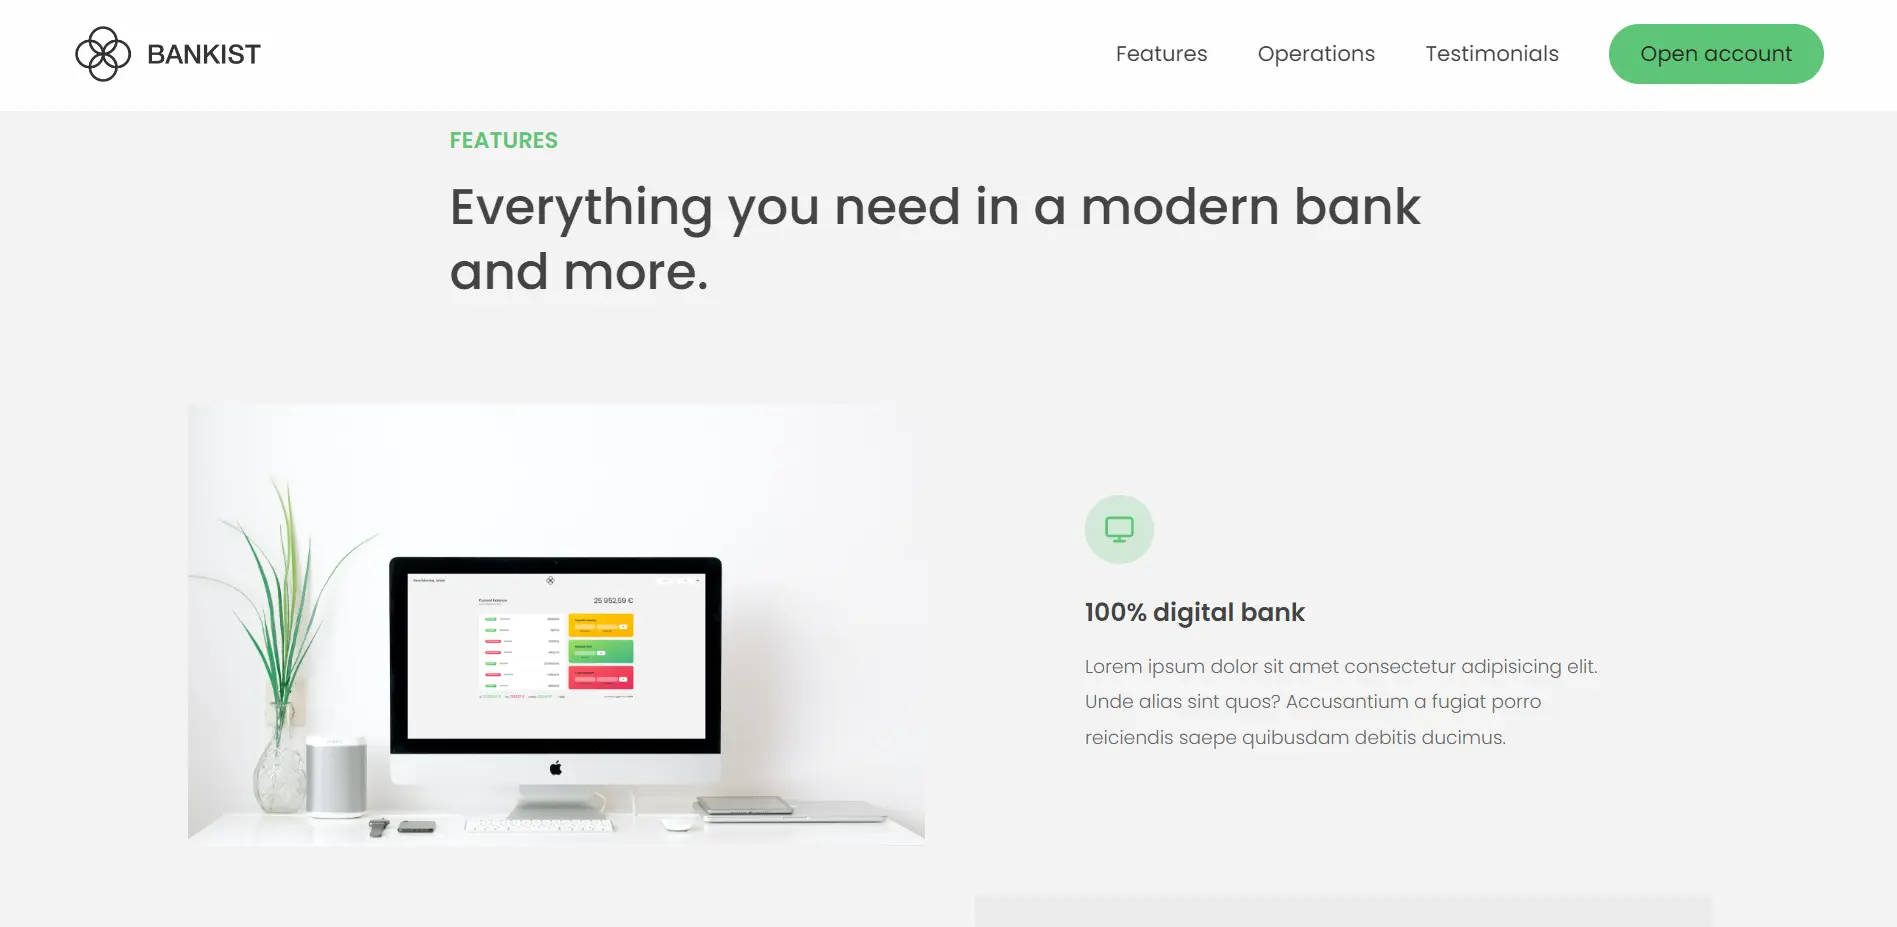 BANKIST
Features
Operations
Testimonials
Open account
FEATURES
Everything you need in a modern bank
and more.
25 952,59 €
100% digital bank
Lorem ipsum dolor sit amet consectetur adipisicing elit.
Unde alias sint quos? Accusantium a fugiat porro
reiciendis saepe quibusdam debitis ducimus.